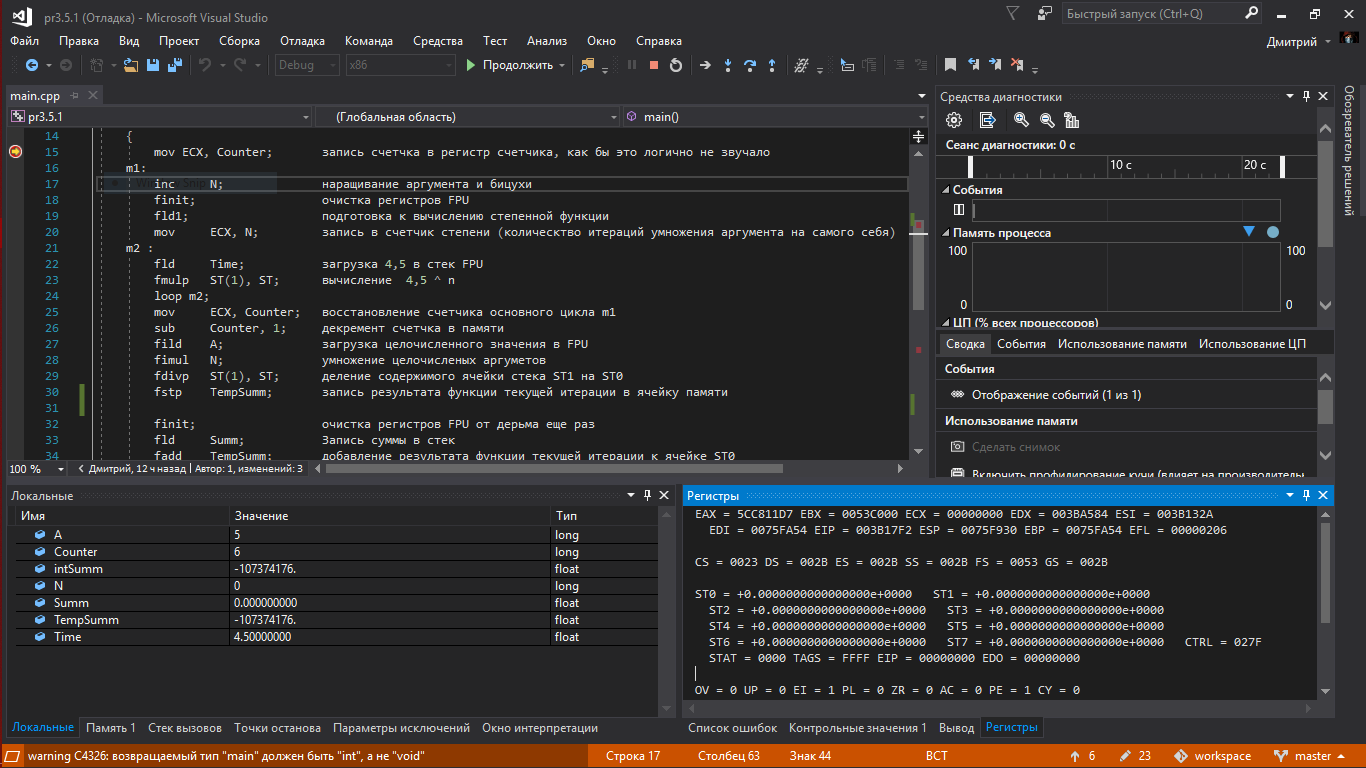 pr3.5.1 (Отладка) - Microsoft Visual Studio
Быстрый запуск (Ctrl+Q)
Файл Правка Вид Проект Сборка Отладка Команда Средства Тест Анализ Окно Справка
Дмитрий
Debug x86 Продолжить
main.cpp
pr3.5.1 (Глобальная область) main()
14 {
15 mov ECX, Counter; запись счетчка в регистр счетчика, как бы это логично не звучало
16 m1:
17 inc N; наращивание аргумента и бицухи
18 finit; очистка регистров FPU
19 fld1; подготовка к вычислению степенной функции
20 mov ECX, N; запись в счетчик степени (колическтво итераций умножения аргумента на самого себя)
21 m2 :
22 fld Time; загрузка 4,5 в стек FPU
23 fmulp ST(1), ST; вычисление 4,5 ^ n
24 loop m2;
25 mov ECX, Counter; восстановление счетчика основного цикла m1
26 sub Counter, 1; декремент счетчка в памяти
27 fild A; загрузка целочисленного значения в FPU
28 fimul N; умножение целочисленых аргуметов
29 fdivp ST(1), ST; деление содержимого ячейки стека ST1 на ST0
30 fstp TempSumm; запись результата функции текущей итерации в ячейку памяти
31
32 finit; очистка регистров FPU от дерьма еще раз
33 fld Summ; Запись суммы в стек
34 fadd TempSumm; добавление результата функции текущей итерации к ячейке ST0
100 % Дмитрий, 12 ч назад | Автор: 1, изменений: 3
Средства диагностики
Сеанс диагностики: 0 с
10 с 20 с
События
Память процесса
100 100
0 0
ЦП (% всех процессоров)
Сводка События Использование памяти Использование ЦП
События
Отображение событий (1 из 1)
Использование памяти
Сделать снимок
Включить профилирование кучи (влияет на производитель
Обозреватель решений
Локальные
Имя Значение Тип
A 5 long
Counter 6 long
intSumm -107374176. float
N 0 long
Summ 0.000000000 float
TempSumm -107374176. float
Time 4.50000000 float
Регистры
EAX = 5CC811D7 EBX = 0053C000 ECX = 00000000 EDX = 003BA584 ESI = 003B132A
EDI = 0075FA54 EIP = 003B17F2 ESP = 0075F930 EBP = 0075FA54 EFL = 00000206
CS = 0023 DS = 002B ES = 002B SS = 002B FS = 0053 GS = 002B
ST0 = +0.0000000000000000e+0000 ST1 = +0.0000000000000000e+0000
ST2 = +0.0000000000000000e+0000 ST3 = +0.0000000000000000e+0000
ST4 = +0.0000000000000000e+0000 ST5 = +0.0000000000000000e+0000
ST6 = +0.0000000000000000e+0000 ST7 = +0.0000000000000000e+0000 CTRL = 027F
STAT = 0000 TAGS = FFFF EIP = 00000000 EDO = 00000000
OV = 0 UP = 0 EI = 1 PL = 0 ZR = 0 AC = 0 PE = 1 CY = 0
Локальные Память 1 Стек вызовов Точки останова Параметры исключений Окно интерпретации
Список ошибок Контрольные значения 1 Вывод Регистры
warning C4326: возвращаемый тип "main" должен быть "int", а не "void"
Строка 17 Столбец 63 Знак 44 ВСТ 6 23 workspace master